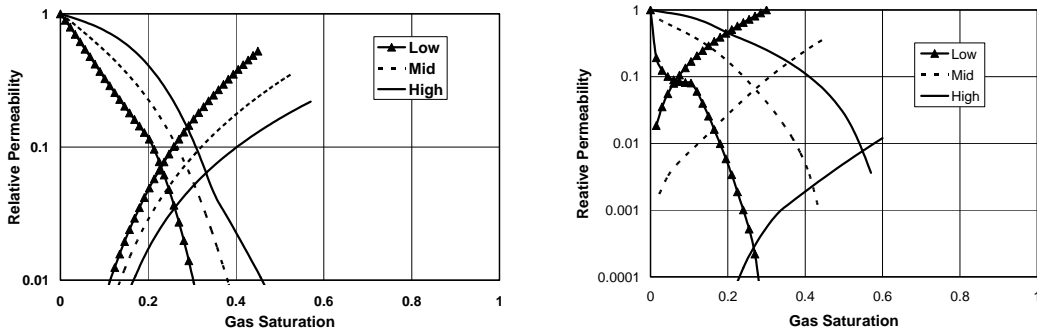 1
0.1
0.01
0
0.2
0.4
0.6
0.8
1
Relative Permeability
Gas Saturation
Low
Mid
High
1
0.1
0.01
0.001
0.0001
0
0.2
0.4
0.6
0.8
1
Reative Permeability
Gas Saturation
Low
Mid
High